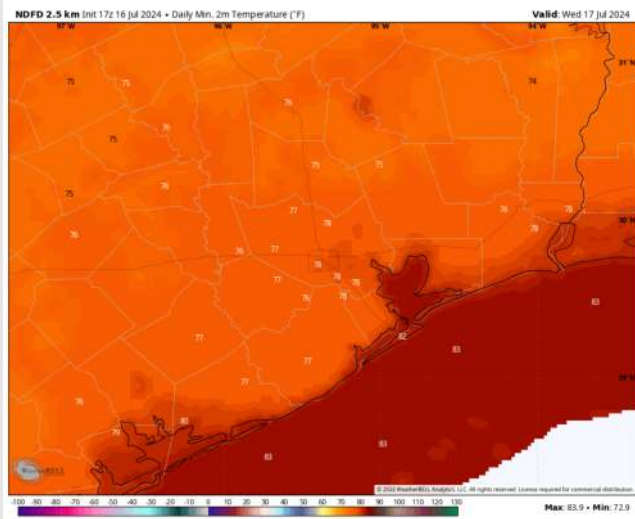 NDFD 2.5 km Init 17z 16 Jul 2024 • Daily Min. 2m Temperature (°F) Valid: Wed 17 Jul 2024
97°W 96°W 95°W 94°W
31°N
75 75 76 74
75 76 75 75
75 76 77 78 76 76 78
30°N
76 76 77 78 77 78 78
76 78 83
77 82 83
77 77
29°N
76 80
79 83 83
WeatherBELL
© 2024 WeatherBELL Analytics, LLC. All rights reserved. License required for commercial distribution.
-100 -90 -80 -70 -60 -50 -40 -30 -20 -10 0 10 20 30 40 50 60 70 80 90 100 110 120 130
Max: 83.9 • Min: 72.9